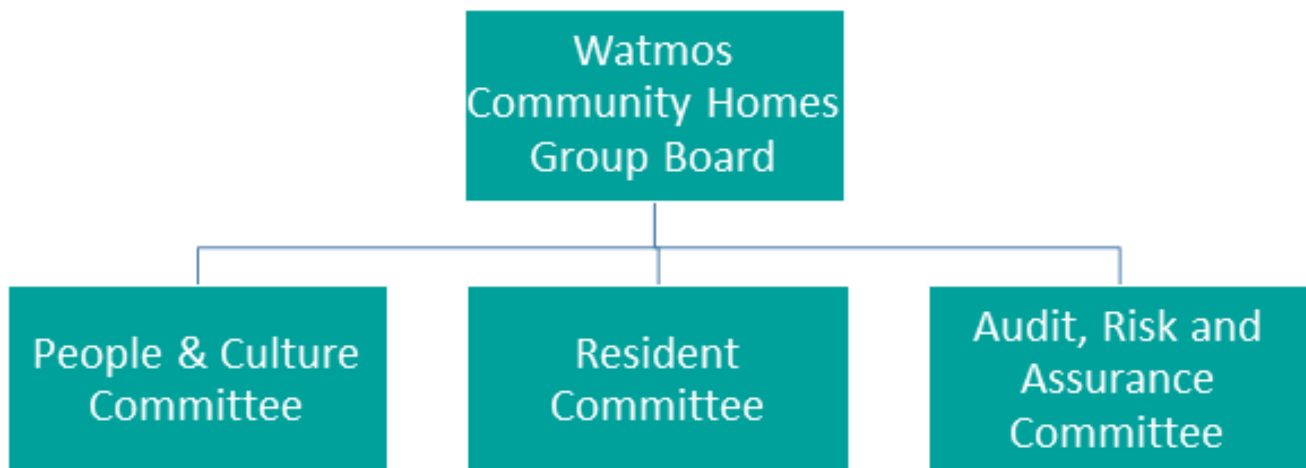 Watmos
Community Homes
Group Board
People & Culture
Committee
Resident
Committee
Audit, Risk and
Assurance
Committee